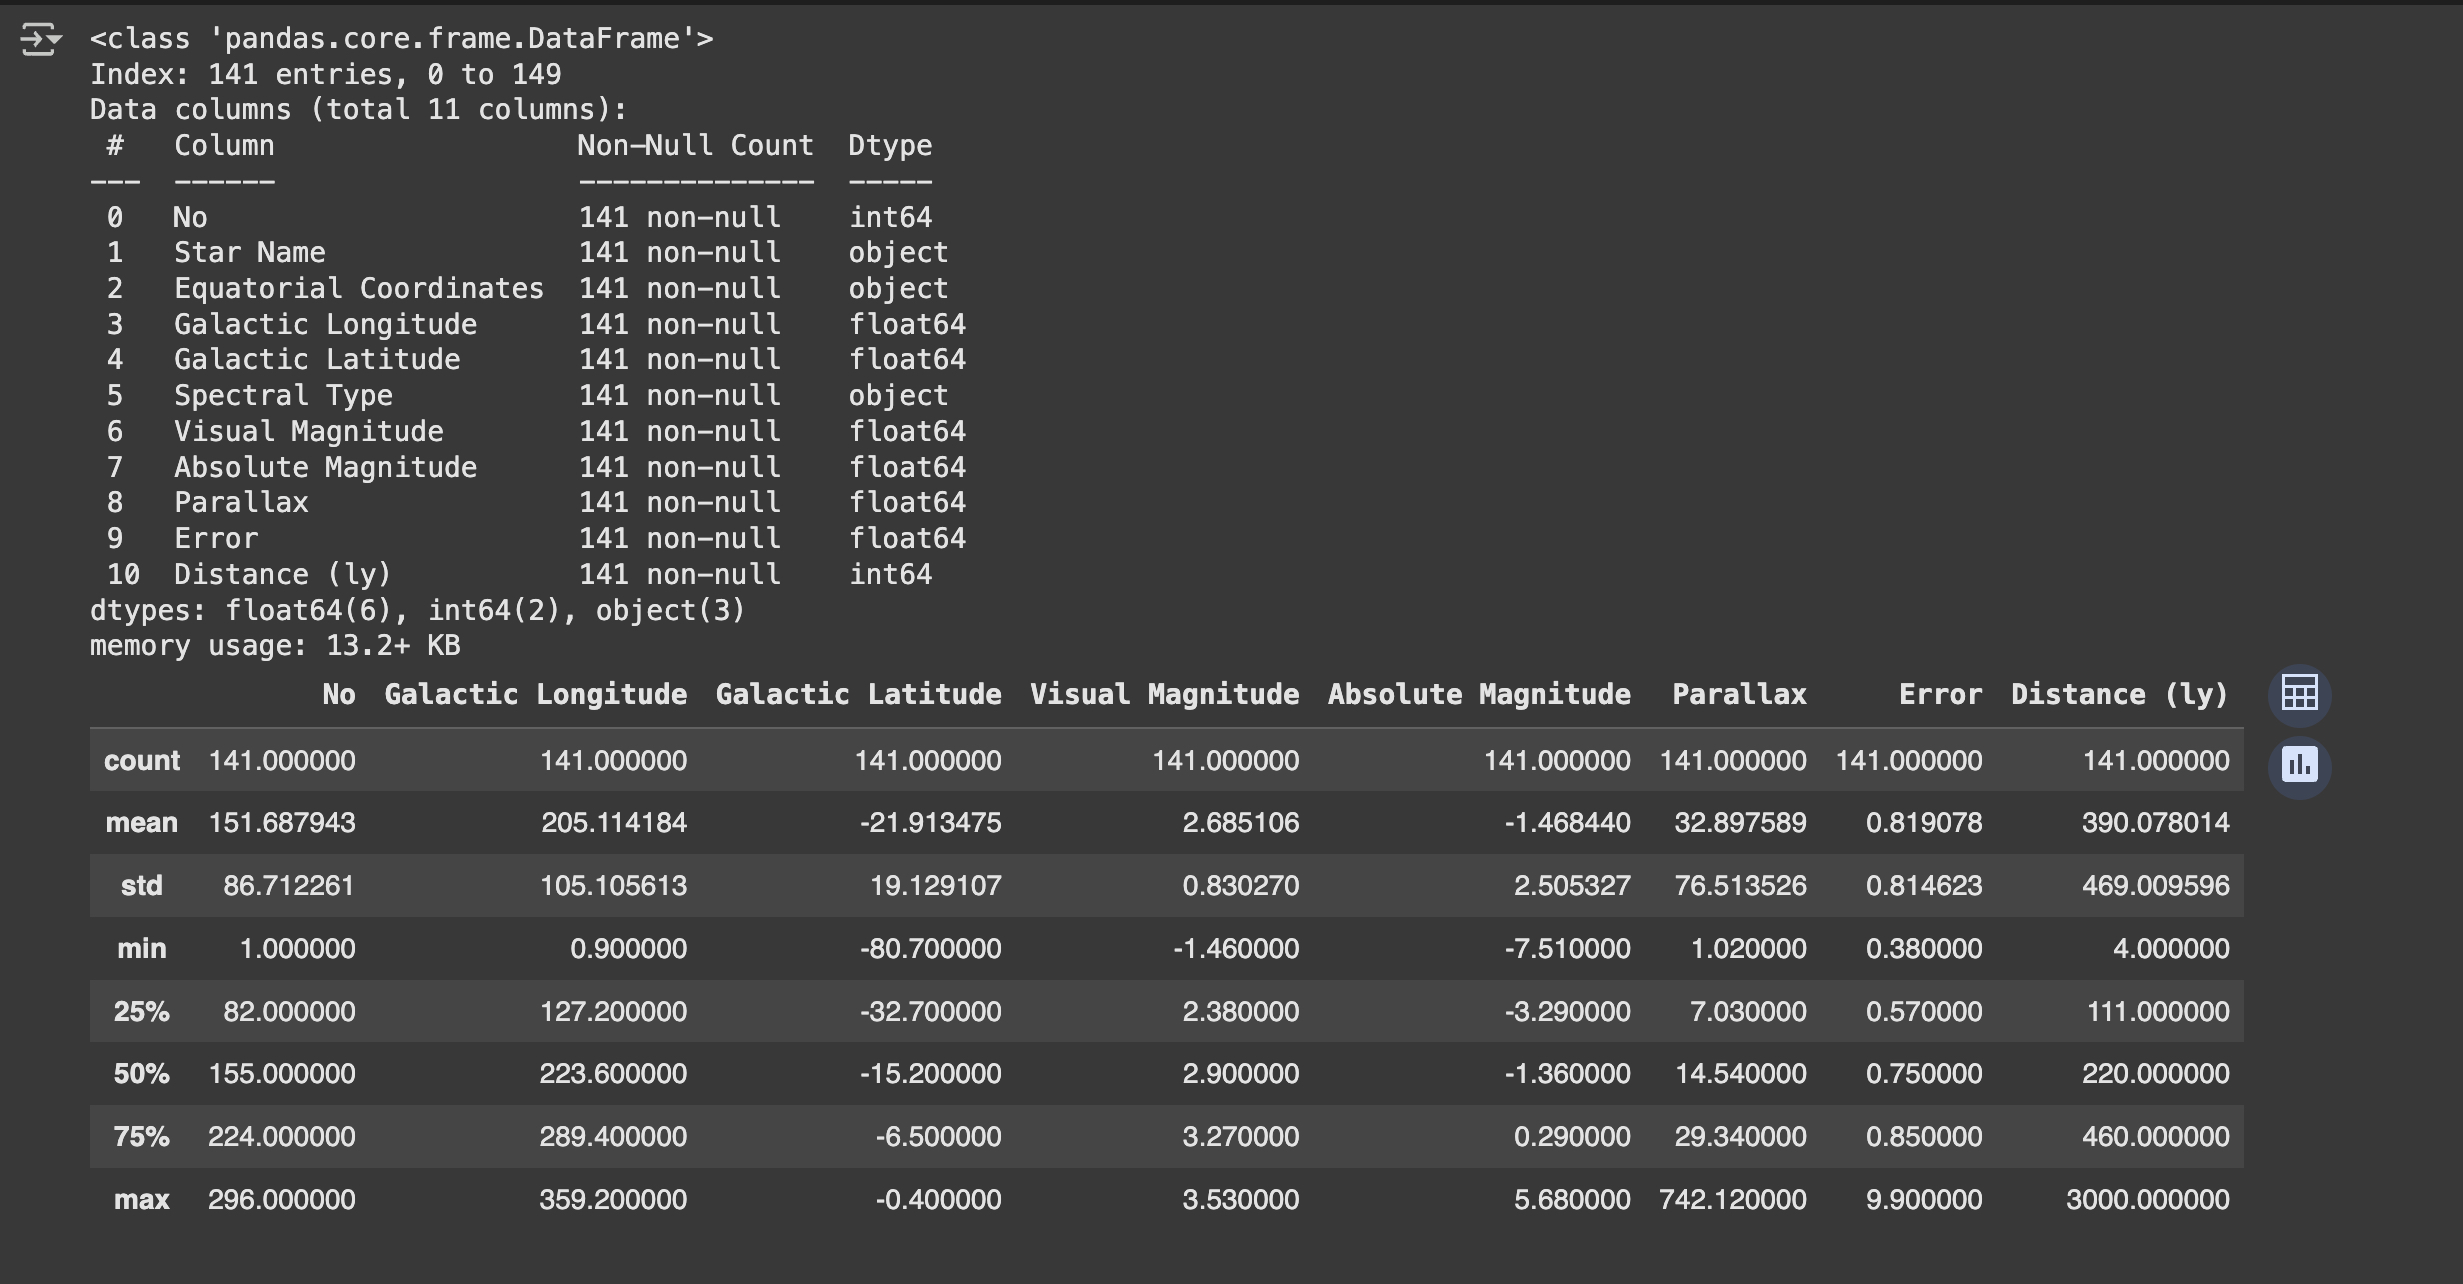 <class 'pandas.core.frame.DataFrame'>
Index: 141 entries, 0 to 149
Data columns (total 11 columns):
 #   Column                  Non-Null Count  Dtype
---  ------                  --------------  -----
 0   No                      141 non-null    int64
 1   Star Name               141 non-null    object
 2   Equatorial Coordinates  141 non-null    object
 3   Galactic Longitude      141 non-null    float64
 4   Galactic Latitude       141 non-null    float64
 5   Spectral Type           141 non-null    object
 6   Visual Magnitude        141 non-null    float64
 7   Absolute Magnitude      141 non-null    float64
 8   Parallax                141 non-null    float64
 9   Error                   141 non-null    float64
 10  Distance (ly)           141 non-null    int64
dtypes: float64(6), int64(2), object(3)
memory usage: 13.2+ KB
No Galactic Longitude Galactic Latitude Visual Magnitude Absolute Magnitude Parallax Error Distance (ly)
count 141.000000 141.000000 141.000000 141.000000 141.000000 141.000000 141.000000 141.000000
mean 151.687943 205.114184 -21.913475 2.685106 -1.468440 32.897589 0.819078 390.078014
std 86.712261 105.105613 19.129107 0.830270 2.505327 76.513526 0.814623 469.009596
min 1.000000 0.900000 -80.700000 -1.460000 -7.510000 1.020000 0.380000 4.000000
25% 82.000000 127.200000 -32.700000 2.380000 -3.290000 7.030000 0.570000 111.000000
50% 155.000000 223.600000 -15.200000 2.900000 -1.360000 14.540000 0.750000 220.000000
75% 224.000000 289.400000 -6.500000 3.270000 0.290000 29.340000 0.850000 460.000000
max 296.000000 359.200000 -0.400000 3.530000 5.680000 742.120000 9.900000 3000.000000